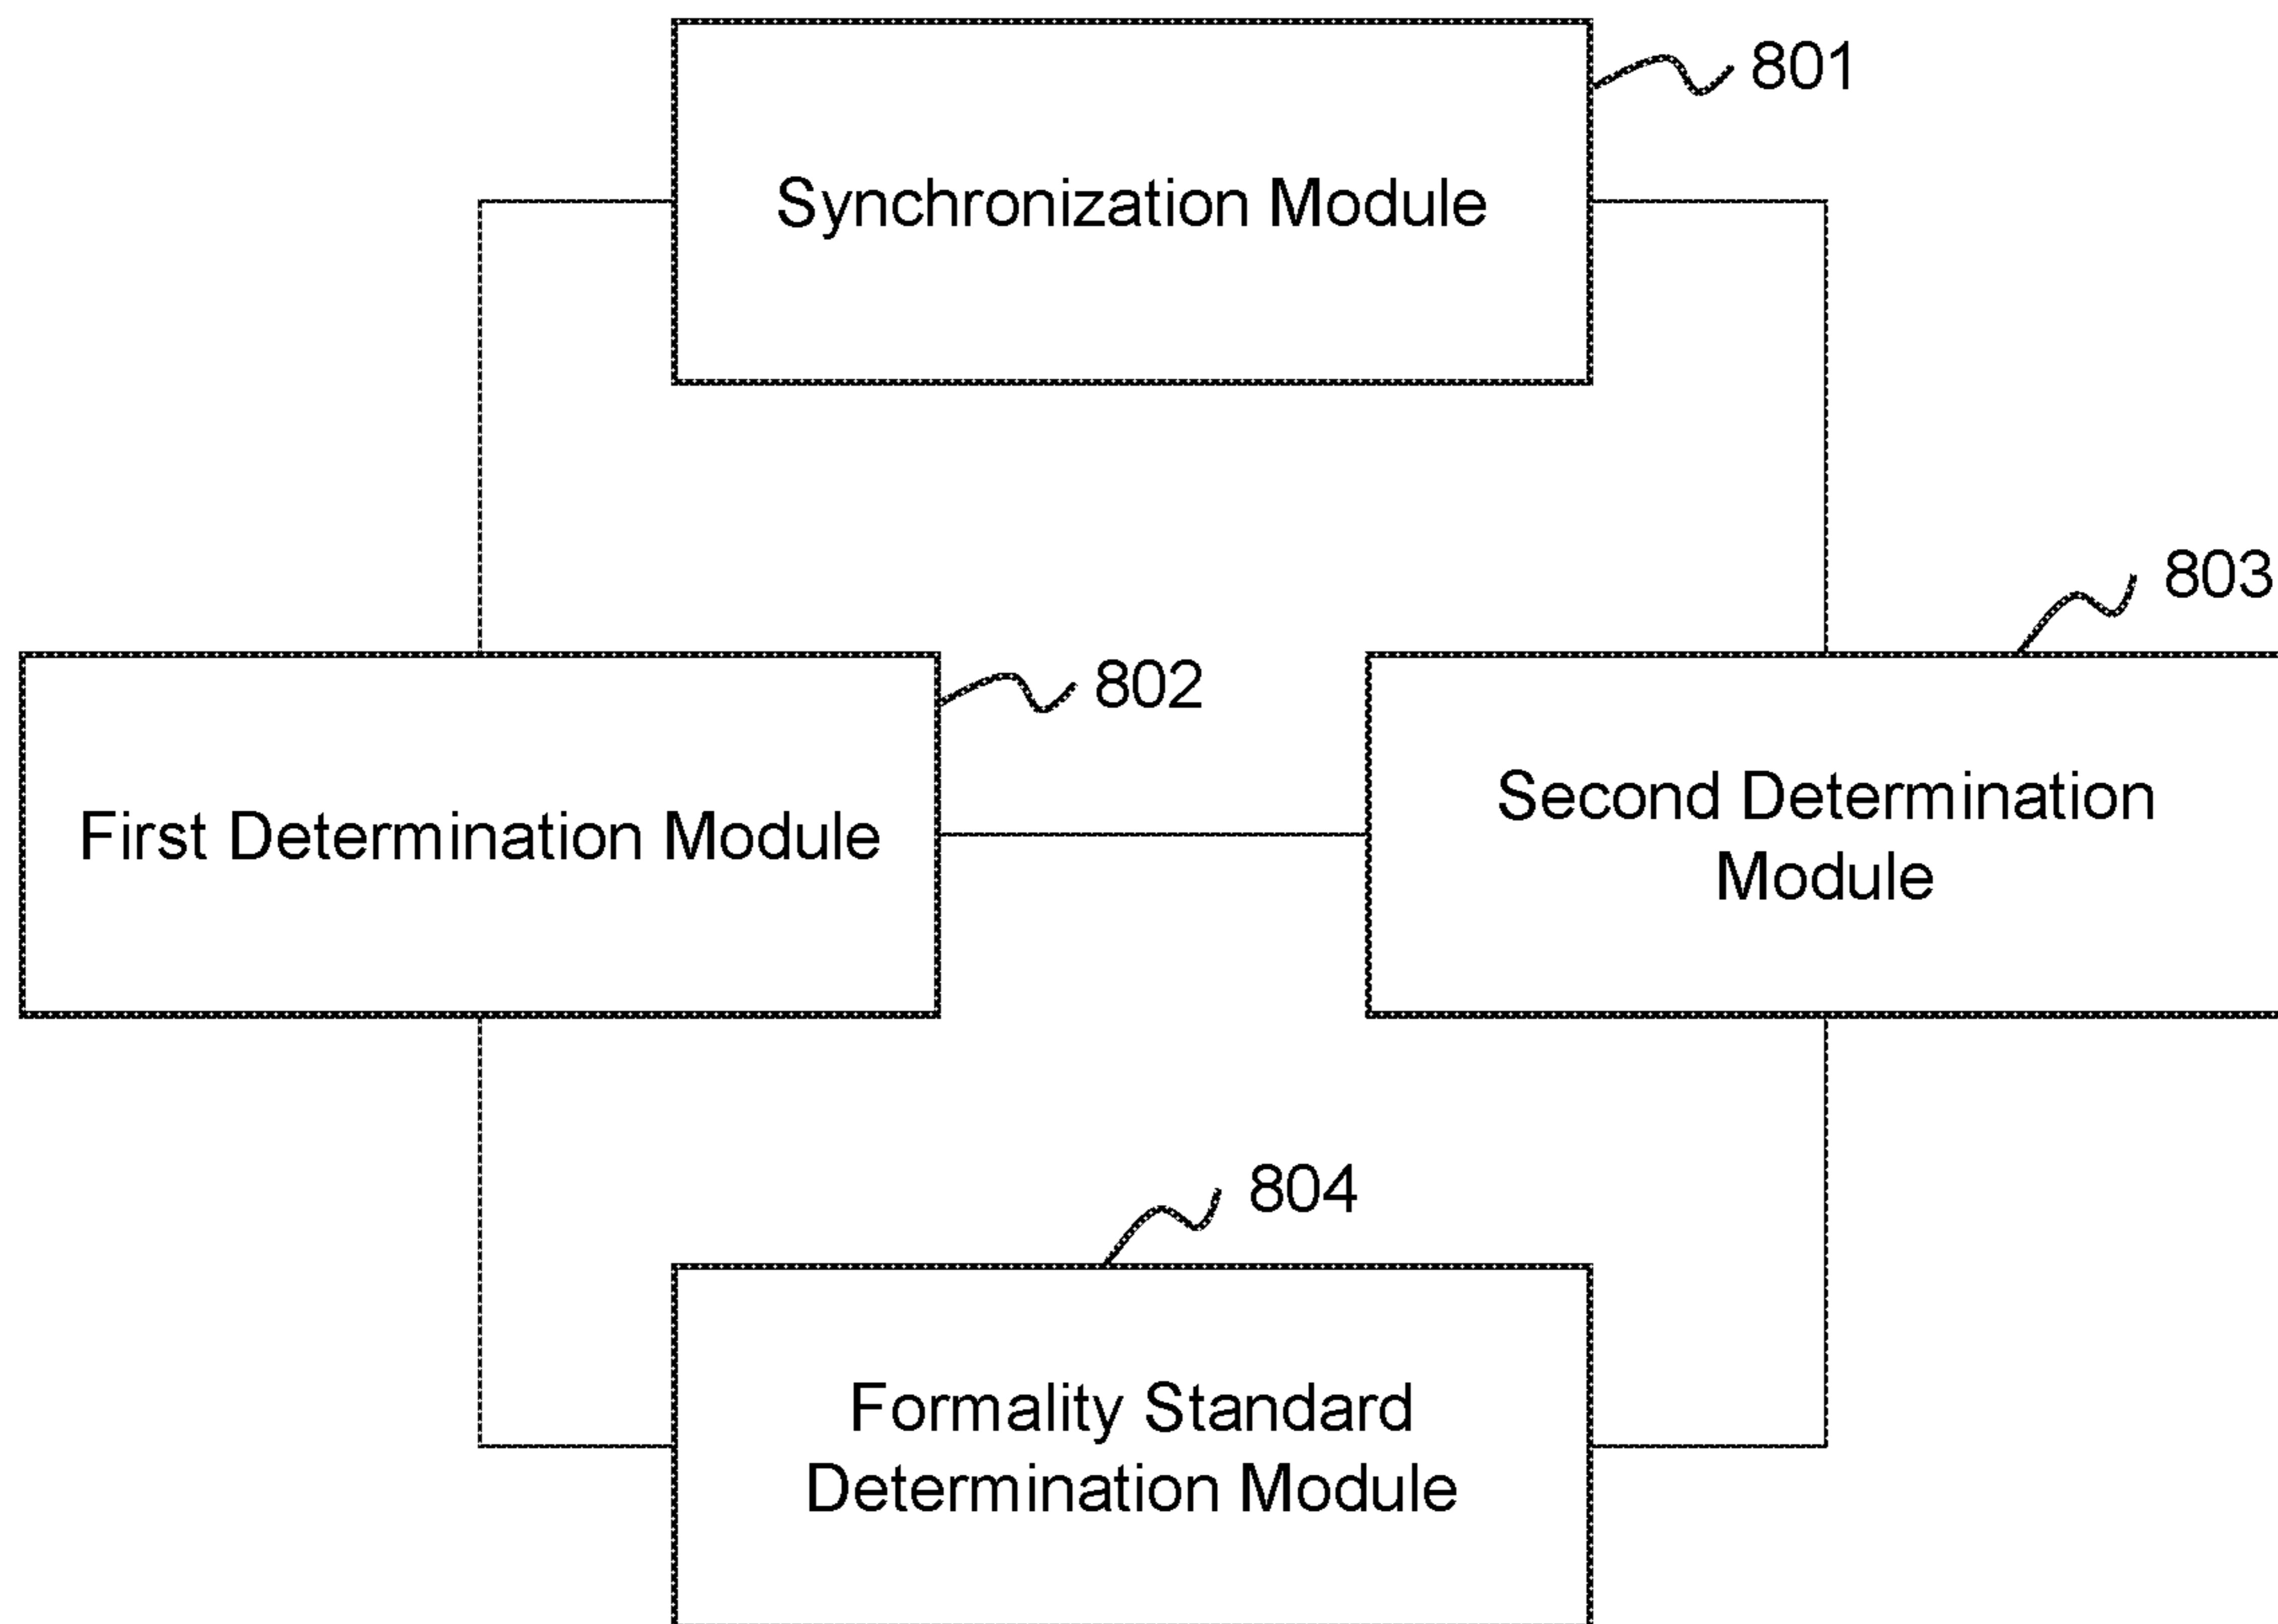 801
Synchronization Module
803
802
First Determination Module
Second Determination
Module
804
Formality Standard
Determination Module